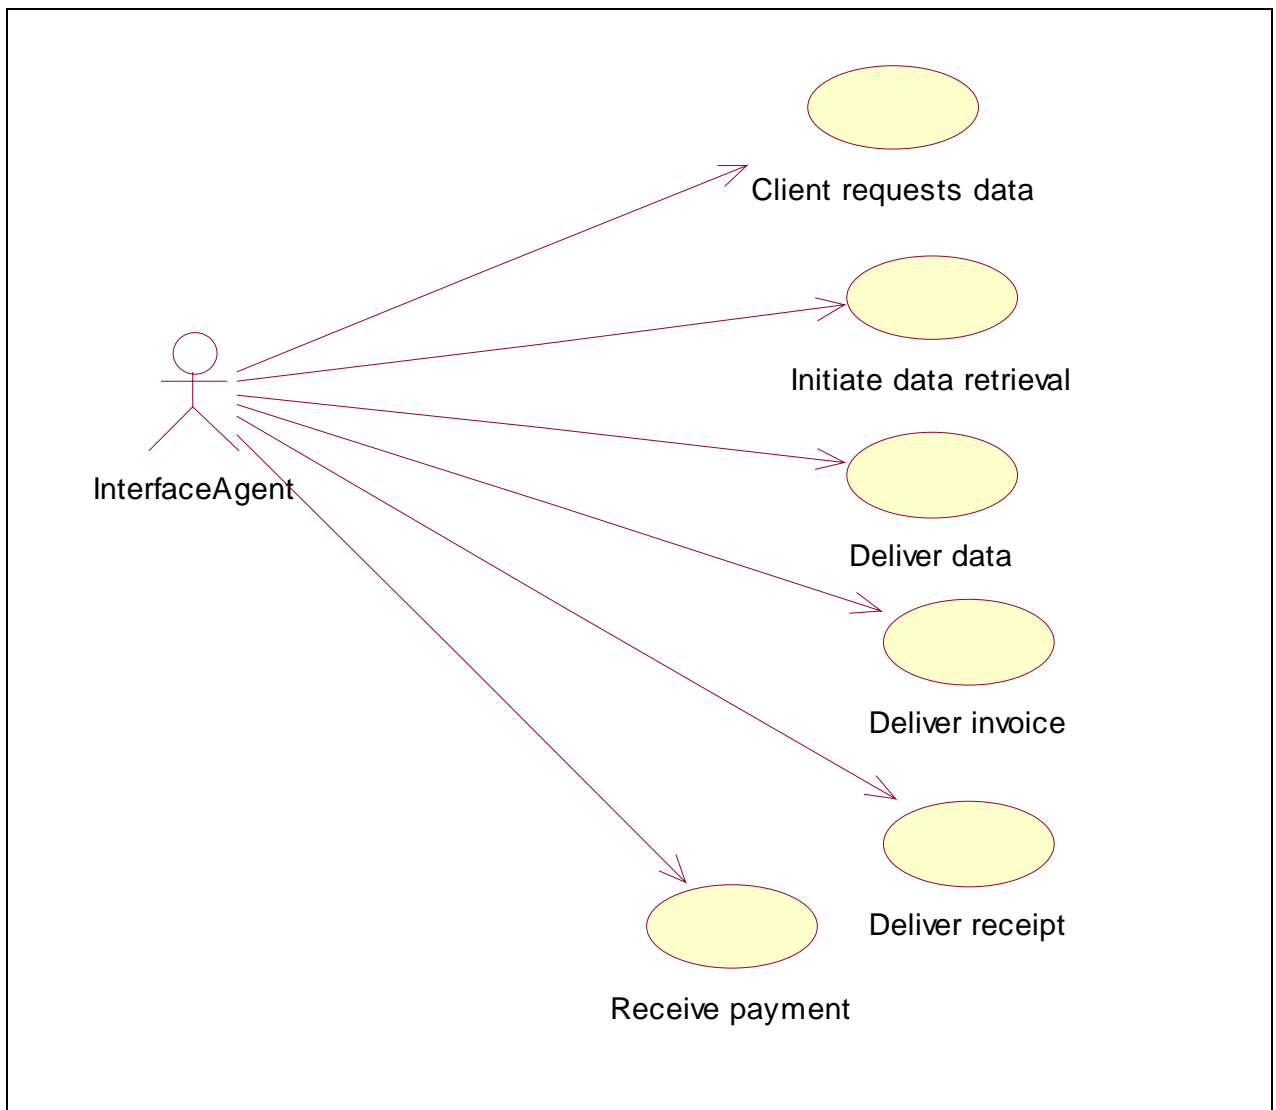 Client requests data
Initiate data retrieval
InterfaceAgent
Deliver data
Deliver invoice
Deliver receipt
Receive payment